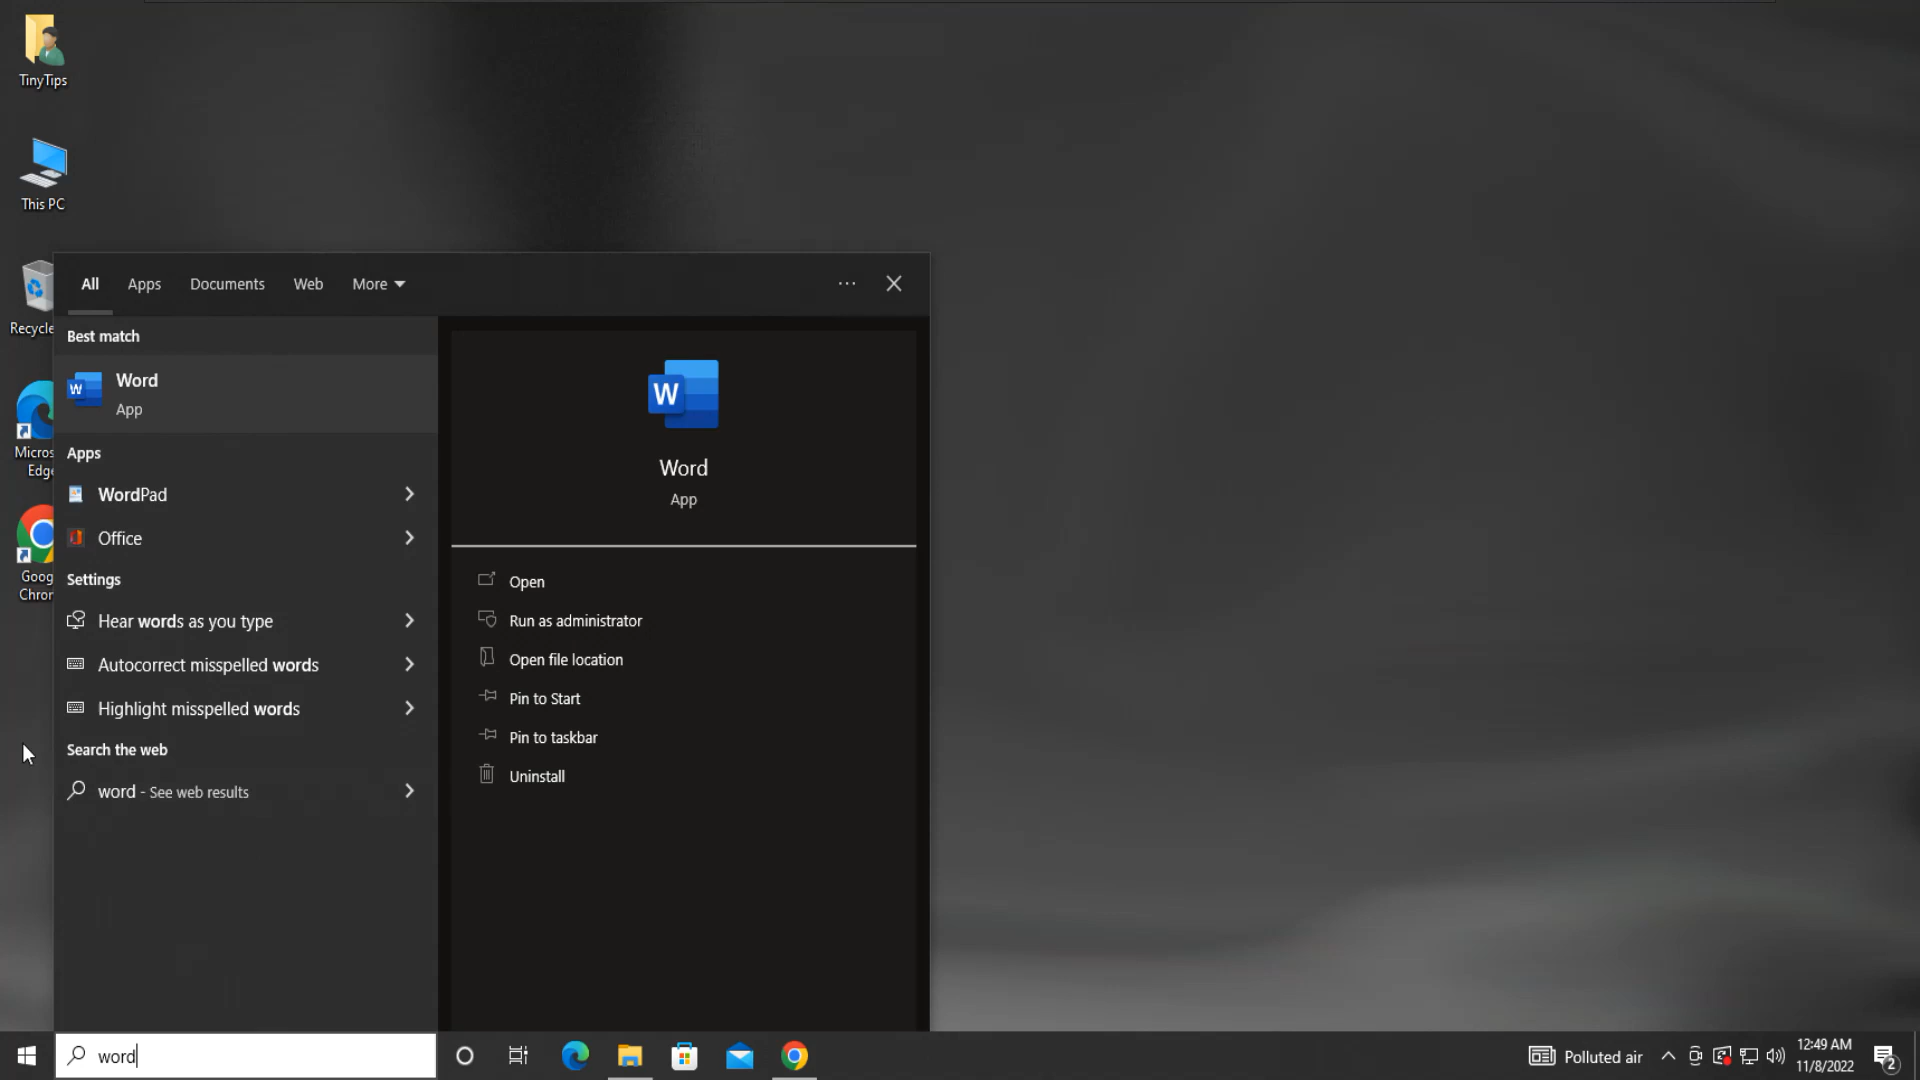 TinyTips
This PC
Recycle
Micros
Edge
Goog
Chron
All
Apps
Documents
Web
More
Best match
W
Word
App
Apps
WordPad
Office
Settings
Hear words as you type
Autocorrect misspelled words
Highlight misspelled words
Search the web
word - See web results
W
Word
App
Open
Run as administrator
Open file location
Pin to Start
Pin to taskbar
Uninstall
word
Polluted air
12:49 AM
11/8/2022
2